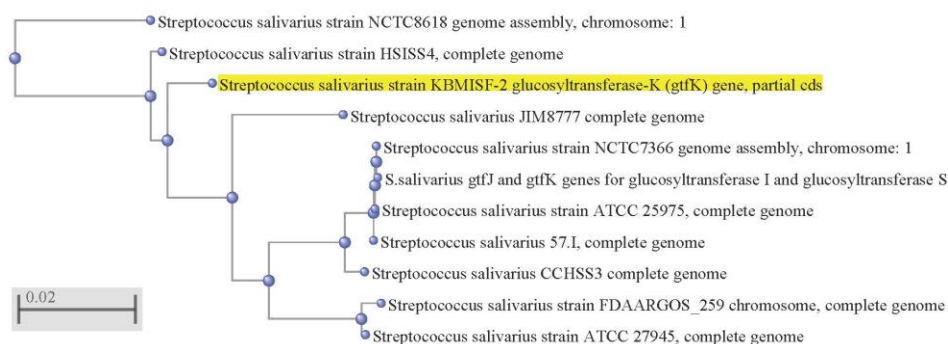 Streptococcus salivarius strain NCTC8618 genome assembly, chromosome: 1
Streptococcus salivarius strain HSISS4, complete genome
Streptococcus salivarius strain KBMISF-2 glucosyltransferase-K (gtfK) gene, partial cds
Streptococcus salivarius JIM8777 complete genome
Streptococcus salivarius strain NCTC7366 genome assembly, chromosome: 1
S.salivarius gtfJ and gtfK genes for glucosyltransferase I and glucosyltransferase S
Streptococcus salivarius strain ATCC 25975, complete genome
Streptococcus salivarius 57.I, complete genome
Streptococcus salivarius CCHSS3 complete genome
0.02
Streptococcus salivarius strain FDAARGOS_259 chromosome, complete genome
Streptococcus salivarius strain ATCC 27945, complete genome